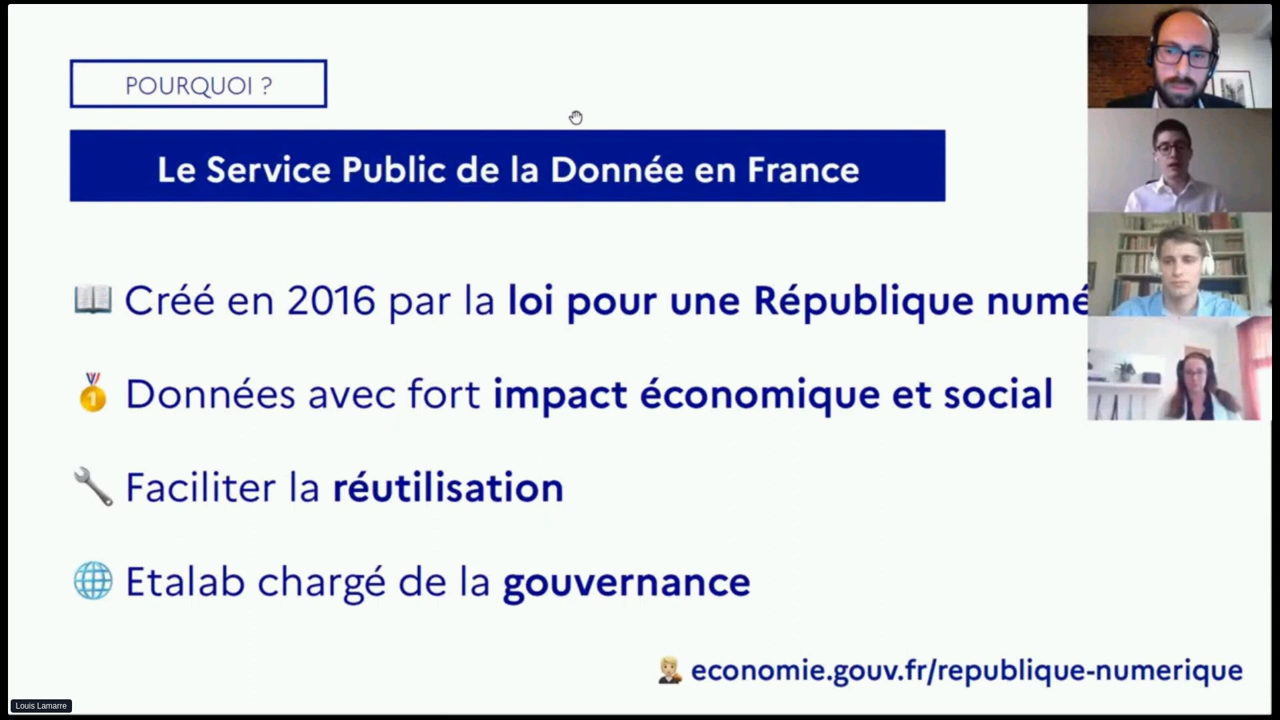 POURQUOI ?
Le Service Public de la Donnée en France
Créé en 2016 par la loi pour une République numé
Données avec fort impact économique et social
Faciliter la réutilisation
Etalab chargé de la gouvernance
economie.gouv.fr/republique-numerique
Louis Lamarre